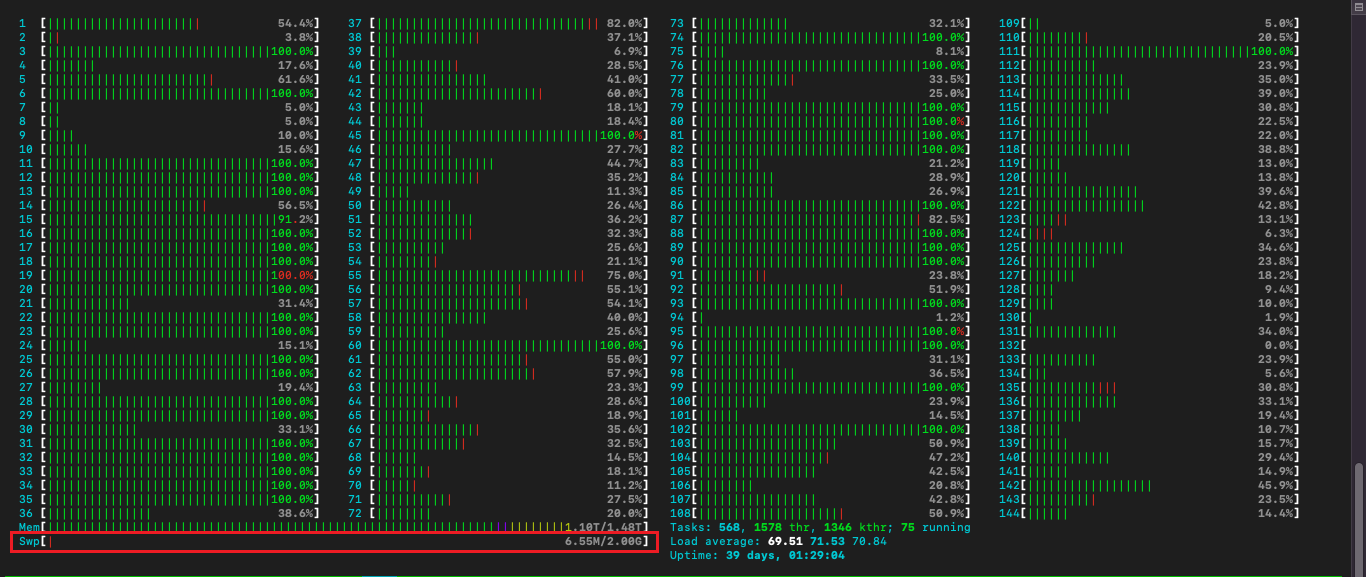 1 [54.4%] 37 [82.0%] 73 [32.1%] 109[5.0%]
2 [3.8%] 38 [37.1%] 74 [100.0%] 110[20.5%]
3 [100.0%] 39 [6.9%] 75 [8.1%] 111[100.0%]
4 [17.6%] 40 [28.5%] 76 [100.0%] 112[23.9%]
5 [61.6%] 41 [41.0%] 77 [33.5%] 113[35.0%]
6 [100.0%] 42 [60.0%] 78 [25.0%] 114[39.0%]
7 [5.0%] 43 [18.1%] 79 [100.0%] 115[30.8%]
8 [5.0%] 44 [18.4%] 80 [100.0%] 116[22.5%]
9 [10.0%] 45 [100.0%] 81 [100.0%] 117[22.0%]
10 [15.6%] 46 [27.7%] 82 [100.0%] 118[38.8%]
11 [100.0%] 47 [44.7%] 83 [21.2%] 119[13.0%]
12 [100.0%] 48 [35.2%] 84 [28.9%] 120[13.8%]
13 [100.0%] 49 [11.3%] 85 [26.9%] 121[39.6%]
14 [56.5%] 50 [26.4%] 86 [100.0%] 122[42.8%]
15 [91.2%] 51 [36.2%] 87 [82.5%] 123[13.1%]
16 [100.0%] 52 [32.3%] 88 [100.0%] 124[6.3%]
17 [100.0%] 53 [25.6%] 89 [100.0%] 125[34.6%]
18 [100.0%] 54 [21.1%] 90 [100.0%] 126[23.8%]
19 [100.0%] 55 [75.0%] 91 [23.8%] 127[18.2%]
20 [100.0%] 56 [55.1%] 92 [51.9%] 128[9.4%]
21 [31.4%] 57 [54.1%] 93 [100.0%] 129[10.0%]
22 [100.0%] 58 [40.0%] 94 [1.2%] 130[1.9%]
23 [100.0%] 59 [25.6%] 95 [100.0%] 131[34.0%]
24 [15.1%] 60 [100.0%] 96 [100.0%] 132[0.0%]
25 [100.0%] 61 [55.0%] 97 [31.1%] 133[23.9%]
26 [100.0%] 62 [57.9%] 98 [36.5%] 134[5.6%]
27 [19.4%] 63 [23.3%] 99 [100.0%] 135[30.8%]
28 [100.0%] 64 [28.6%] 100[23.9%] 136[33.1%]
29 [100.0%] 65 [18.9%] 101[14.5%] 137[19.4%]
30 [33.1%] 66 [35.6%] 102[100.0%] 138[10.7%]
31 [100.0%] 67 [32.5%] 103[50.9%] 139[15.7%]
32 [100.0%] 68 [14.5%] 104[47.2%] 140[29.4%]
33 [100.0%] 69 [18.1%] 105[42.5%] 141[14.9%]
34 [100.0%] 70 [11.2%] 106[20.8%] 142[45.9%]
35 [100.0%] 71 [27.5%] 107[42.8%] 143[23.5%]
36 [38.6%] 72 [20.0%] 108[50.9%] 144[14.4%]
Mem[1.10T/1.48T] Tasks: 568, 1578 thr, 1346 kthr; 75 running
Swp[6.55M/2.00G] Load average: 69.51 71.53 70.84
Uptime: 39 days, 01:29:04